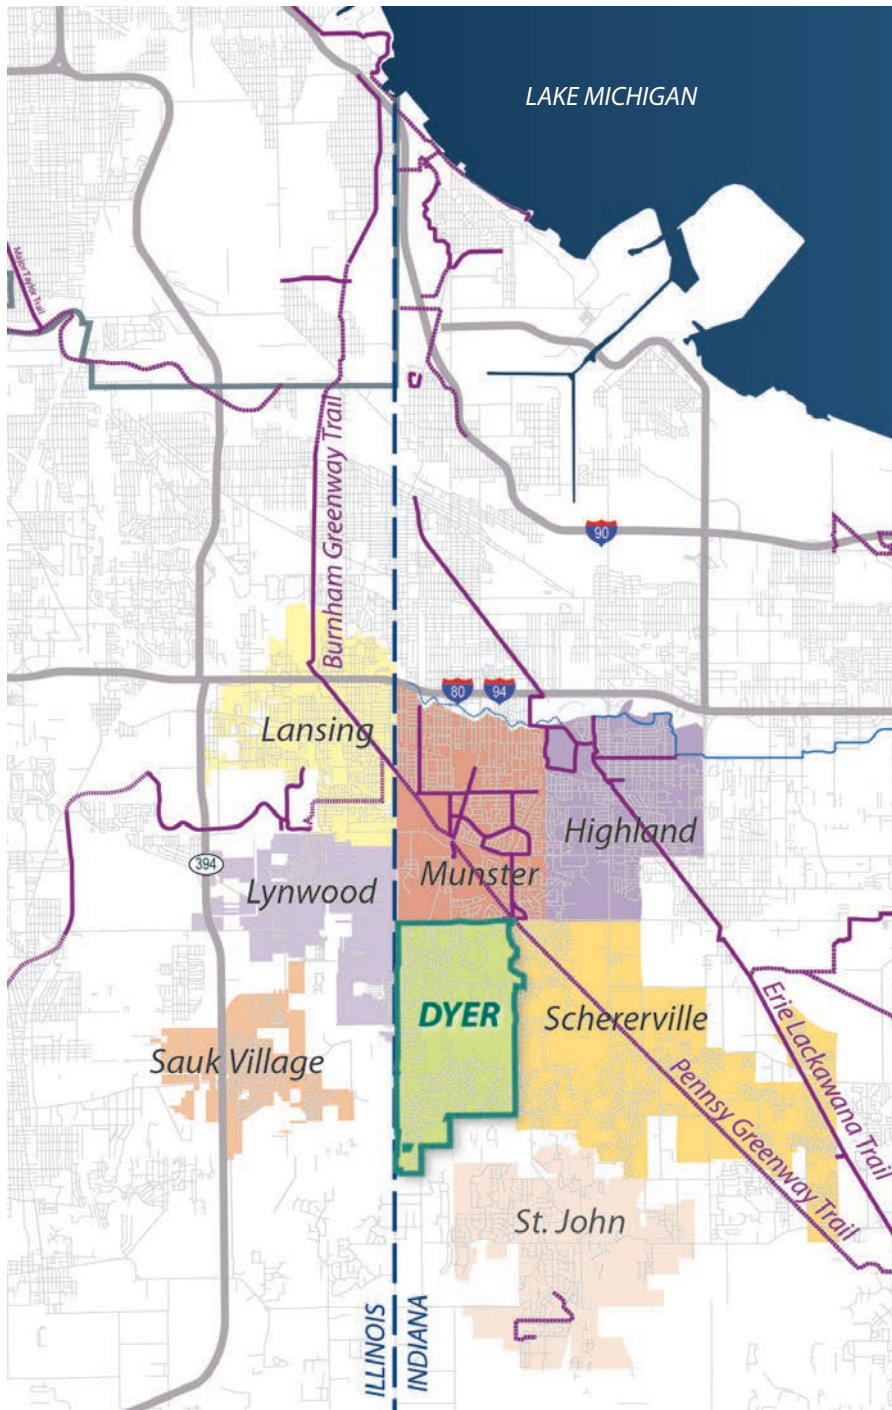 LAKE MICHIGAN
Major Taylor Trail
Burnham Greenway Trail
90
80
94
Lansing
Highland
394
Lynwood
Munster
DYER
Schererville
Erie Lackawana Trail
Sauk Village
Pennsy Greenway Trail
St. John
ILLINOIS
INDIANA